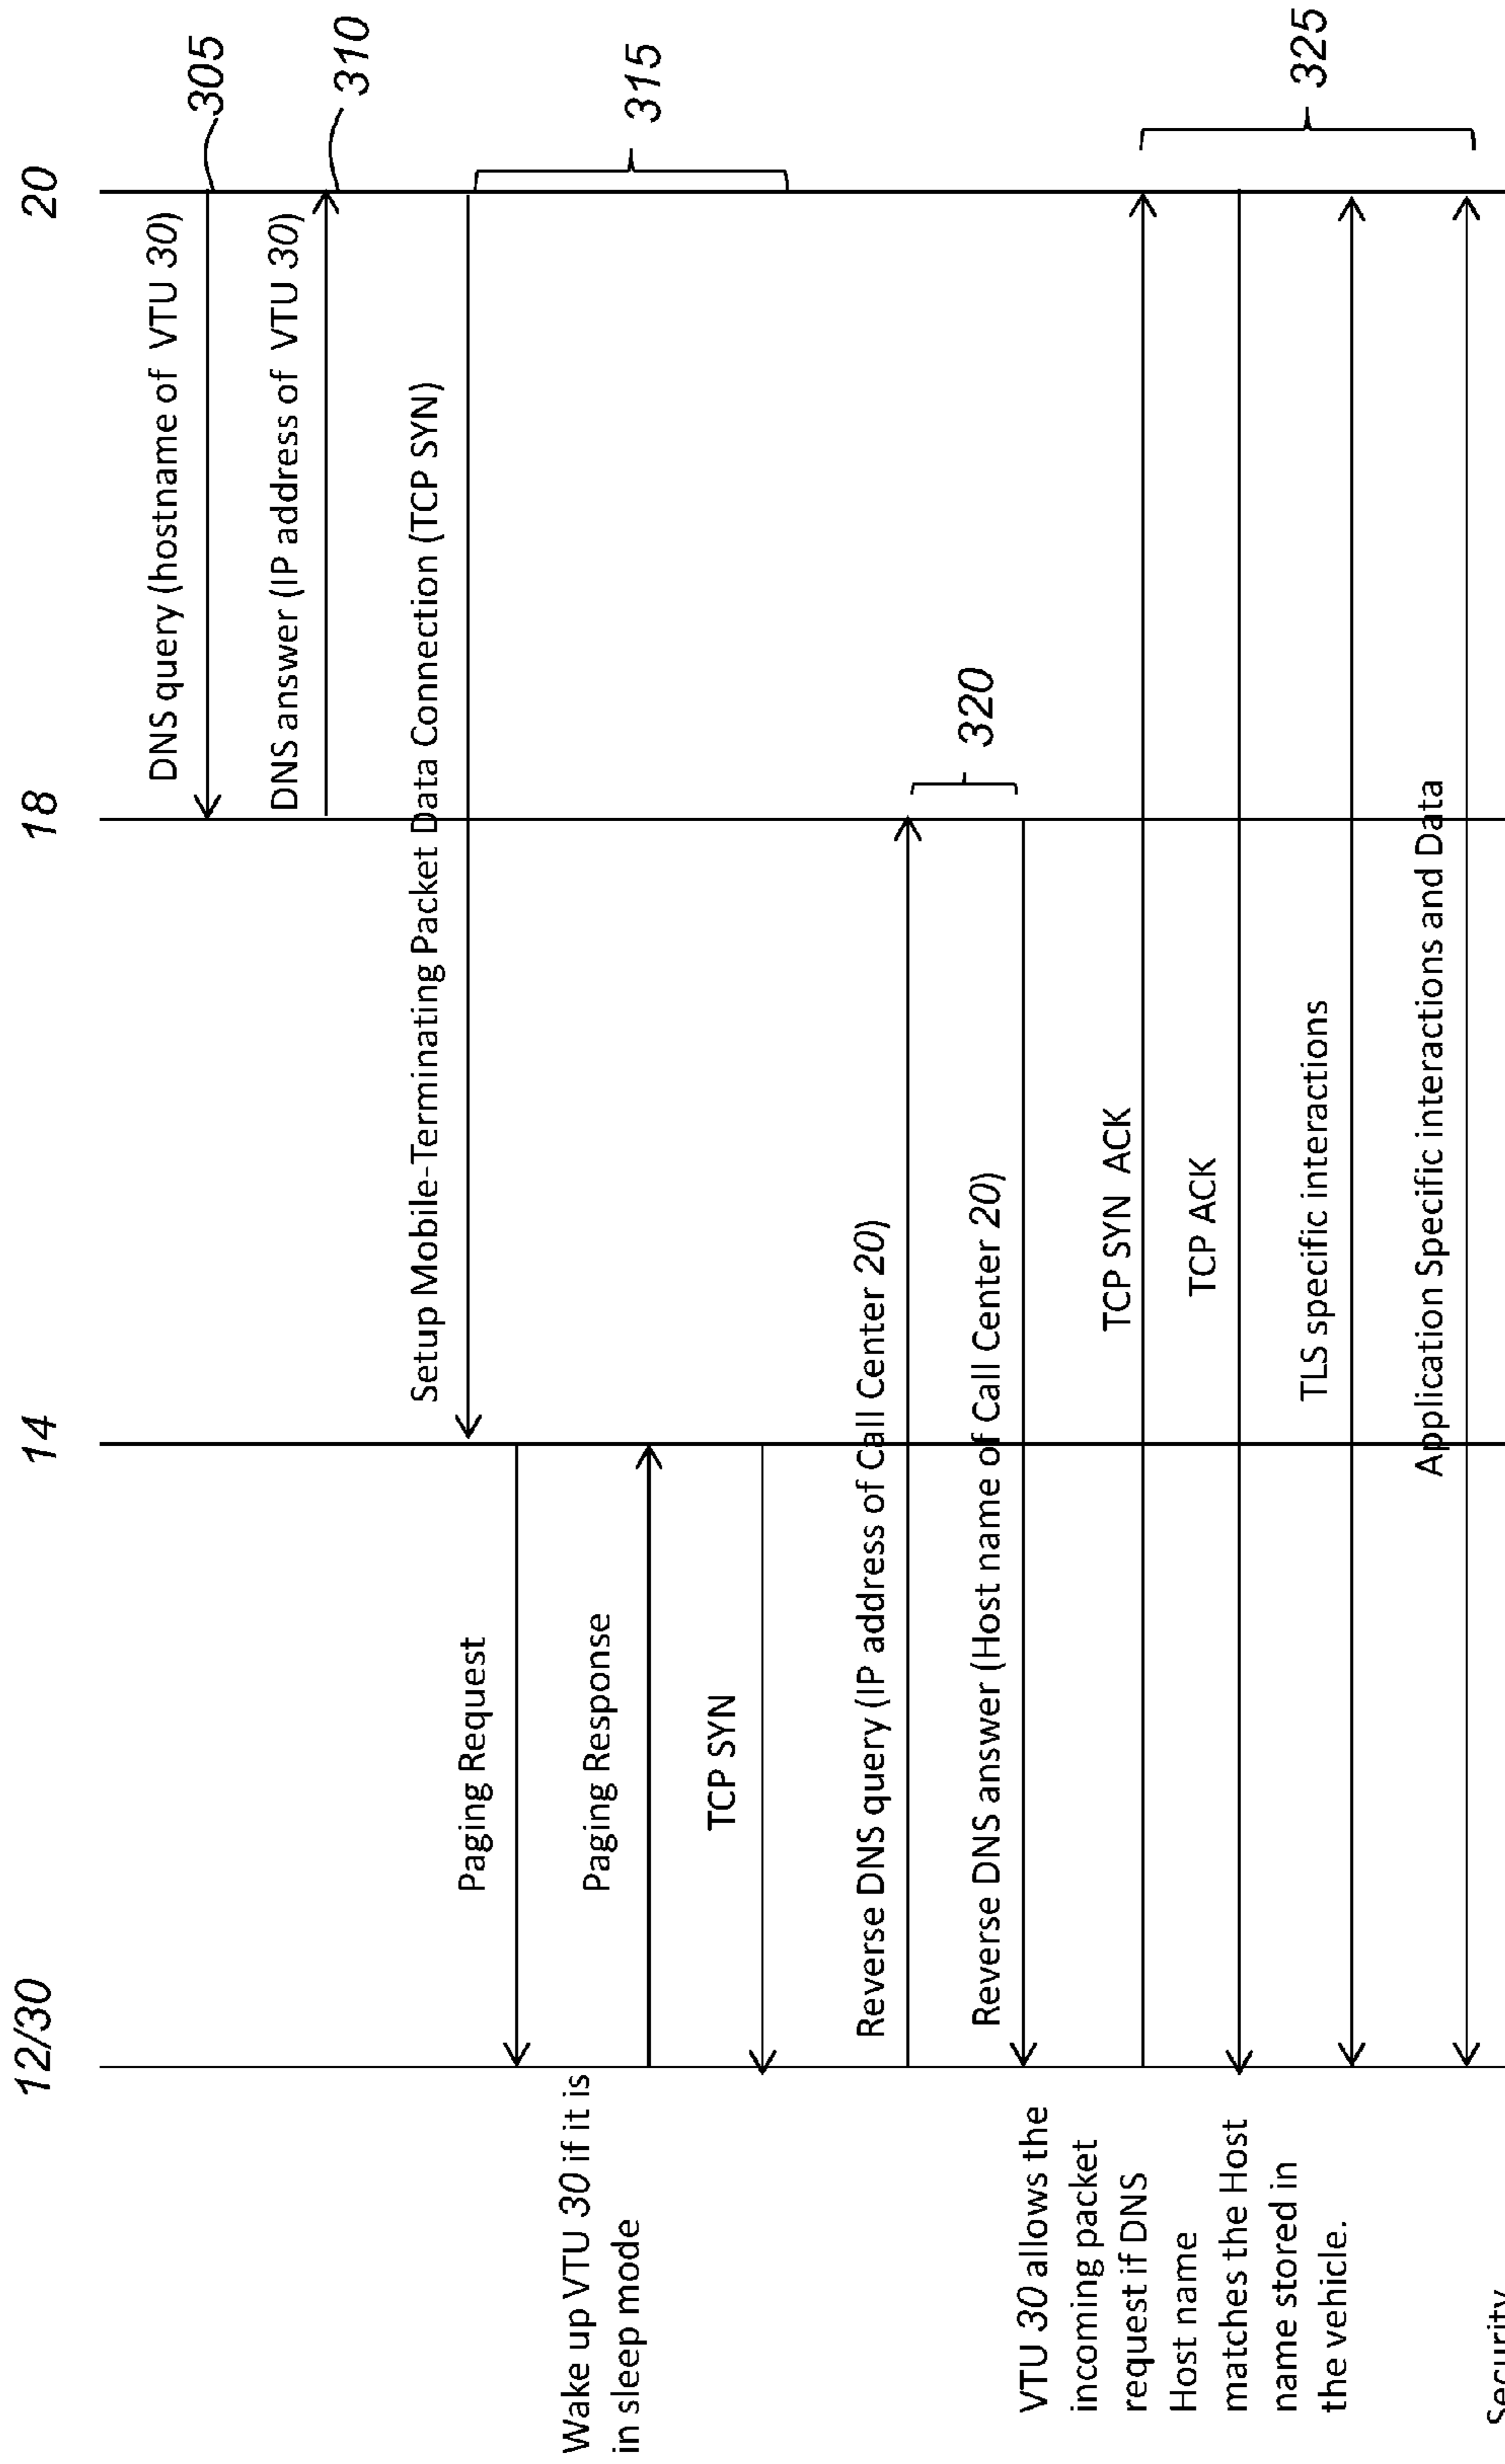 12/30
14
18
20
DNS query (hostname of VTU 30)
305
DNS answer (IP address of VTU 30)
310
Setup Mobile-Terminating Packet Data Connection (TCP SYN)
315
Paging Request
Wake up VTU 30 if it is
in sleep mode
Paging Response
TCP SYN
Reverse DNS query (IP address of Call Center 20)
320
Reverse DNS answer (Host name of Call Center 20)
VTU 30 allows the
incoming packet
request if DNS
Host name
matches the Host
name stored in
the vehicle.
TCP SYN ACK
TCP ACK
325
TLS specific interactions
Application Specific interactions and Data
Security